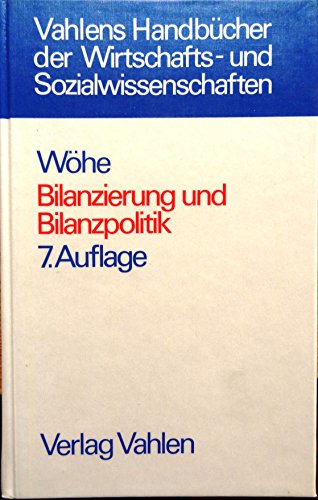 Vahlens Handbücher
der Wirtschafts- und
Sozialwissenschaften
Wöhe
Bilanzierung und
Bilanzpolitik
7. Auflage
Verlag Vahlen